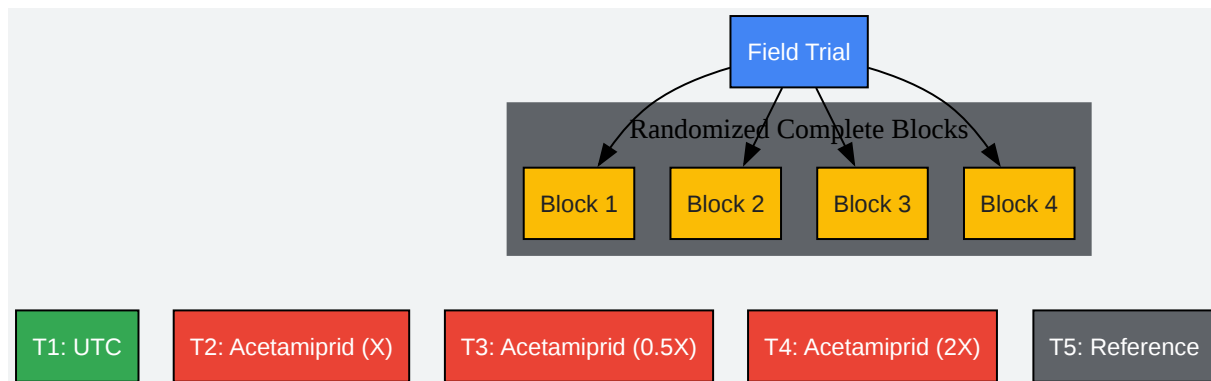 Field Trial
Randomized Complete Blocks
Block 1
Block 2
Block 3
Block 4
T1: UTC
T2: Acetamiprid (X)
T3: Acetamiprid (0.5X)
T4: Acetamiprid (2X)
T5: Reference